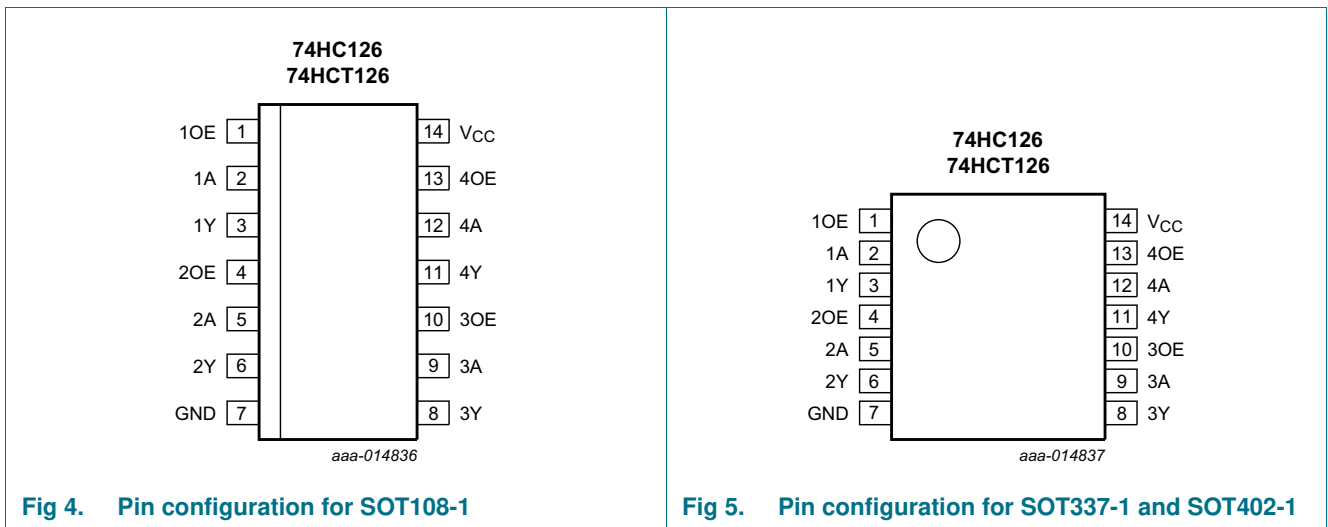 74HC126
74HCT126
1OE 1
1A 2
1Y 3
2OE 4
2A 5
2Y 6
GND 7
14 VCC
13 4OE
12 4A
11 4Y
10 3OE
9 3A
8 3Y
aaa-014836
Fig 4. Pin configuration for SOT108-1
74HC126
74HCT126
1OE 1
1A 2
1Y 3
2OE 4
2A 5
2Y 6
GND 7
14 VCC
13 4OE
12 4A
11 4Y
10 3OE
9 3A
8 3Y
aaa-014837
Fig 5. Pin configuration for SOT337-1 and SOT402-1